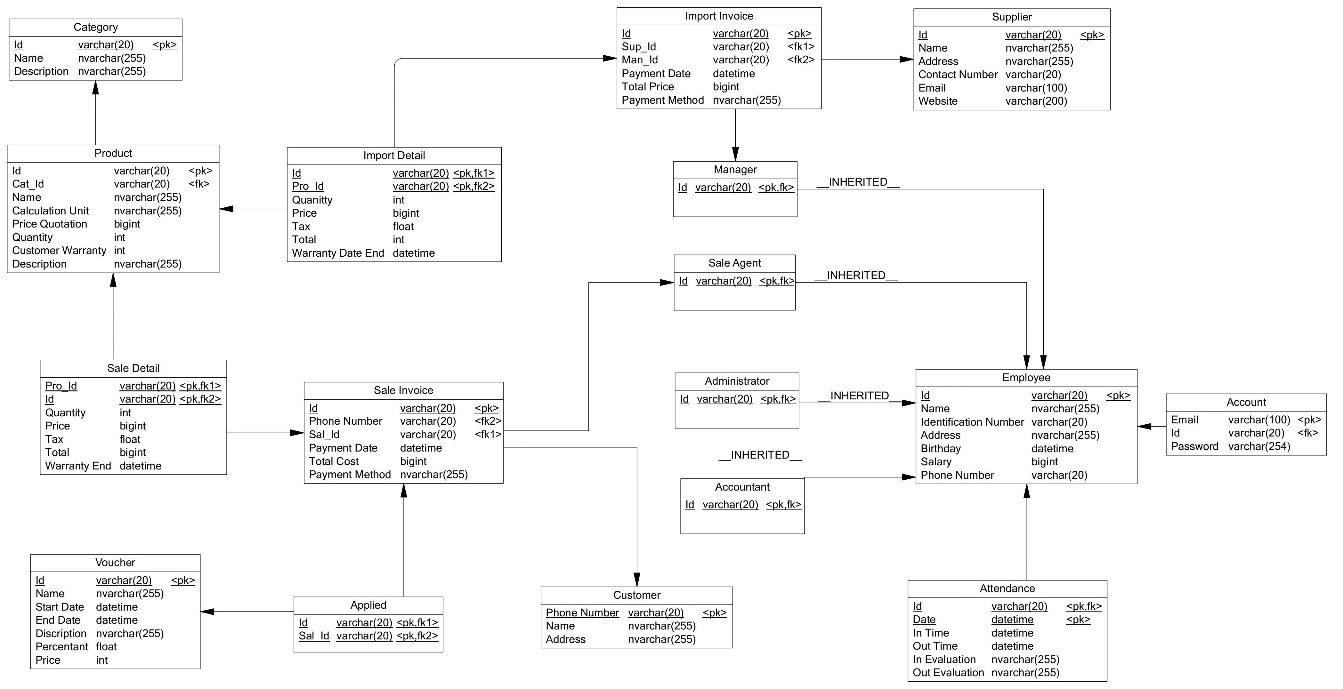 Category
Id varchar(20) <pk>
Name nvarchar(255)
Description nvarchar(255)
Import Invoice
Id varchar(20) <pk>
Sup_Id varchar(20) <fk1>
Man_Id varchar(20) <fk2>
Payment Date datetime
Total Price bigint
Payment Method nvarchar(255)
Supplier
Id varchar(20) <pk>
Name nvarchar(255)
Address nvarchar(255)
Contact Number varchar(20)
Email varchar(100)
Website varchar(200)
Product
Id varchar(20) <pk>
Cat_Id varchar(20) <fk>
Name nvarchar(255)
Calculation Unit nvarchar(255)
Price Quotation bigint
Quantity int
Customer Warranty int
Description nvarchar(255)
Import Detail
Id varchar(20) <pk,fk1>
Pro_Id varchar(20) <pk,fk2>
Quanitty int
Price bigint
Tax float
Total int
Warranty Date End datetime
Manager
Id varchar(20) <pk,fk>
__INHERITED__
Sale Agent
Id varchar(20) <pk,fk>
__INHERITED__
Sale Detail
Pro_Id varchar(20) <pk,fk1>
Id varchar(20) <pk,fk2>
Quantity int
Price bigint
Tax float
Total bigint
Warranty End datetime
Sale Invoice
Id varchar(20) <pk>
Phone Number varchar(20) <fk2>
Sal_Id varchar(20) <fk1>
Payment Date datetime
Total Cost bigint
Payment Method nvarchar(255)
Administrator
Id varchar(20) <pk,fk>
__INHERITED__
Employee
Id varchar(20) <pk>
Name nvarchar(255)
Identification Number varchar(20)
Address nvarchar(255)
Birthday datetime
Salary bigint
Phone Number varchar(20)
Account
Email varchar(100) <pk>
Id varchar(20) <fk>
Password varchar(254)
__INHERITED__
Accountant
Id varchar(20) <pk,fk>
Voucher
Id varchar(20) <pk>
Name nvarchar(255)
Start Date datetime
End Date datetime
Discription nvarchar(255)
Percentant float
Price int
Applied
Id varchar(20) <pk,fk1>
Sal_Id varchar(20) <pk,fk2>
Customer
Phone Number varchar(20) <pk>
Name nvarchar(255)
Address nvarchar(255)
Attendance
Id varchar(20) <pk,fk>
Date datetime <pk>
In Time datetime
Out Time datetime
In Evaluation nvarchar(255)
Out Evaluation nvarchar(255)